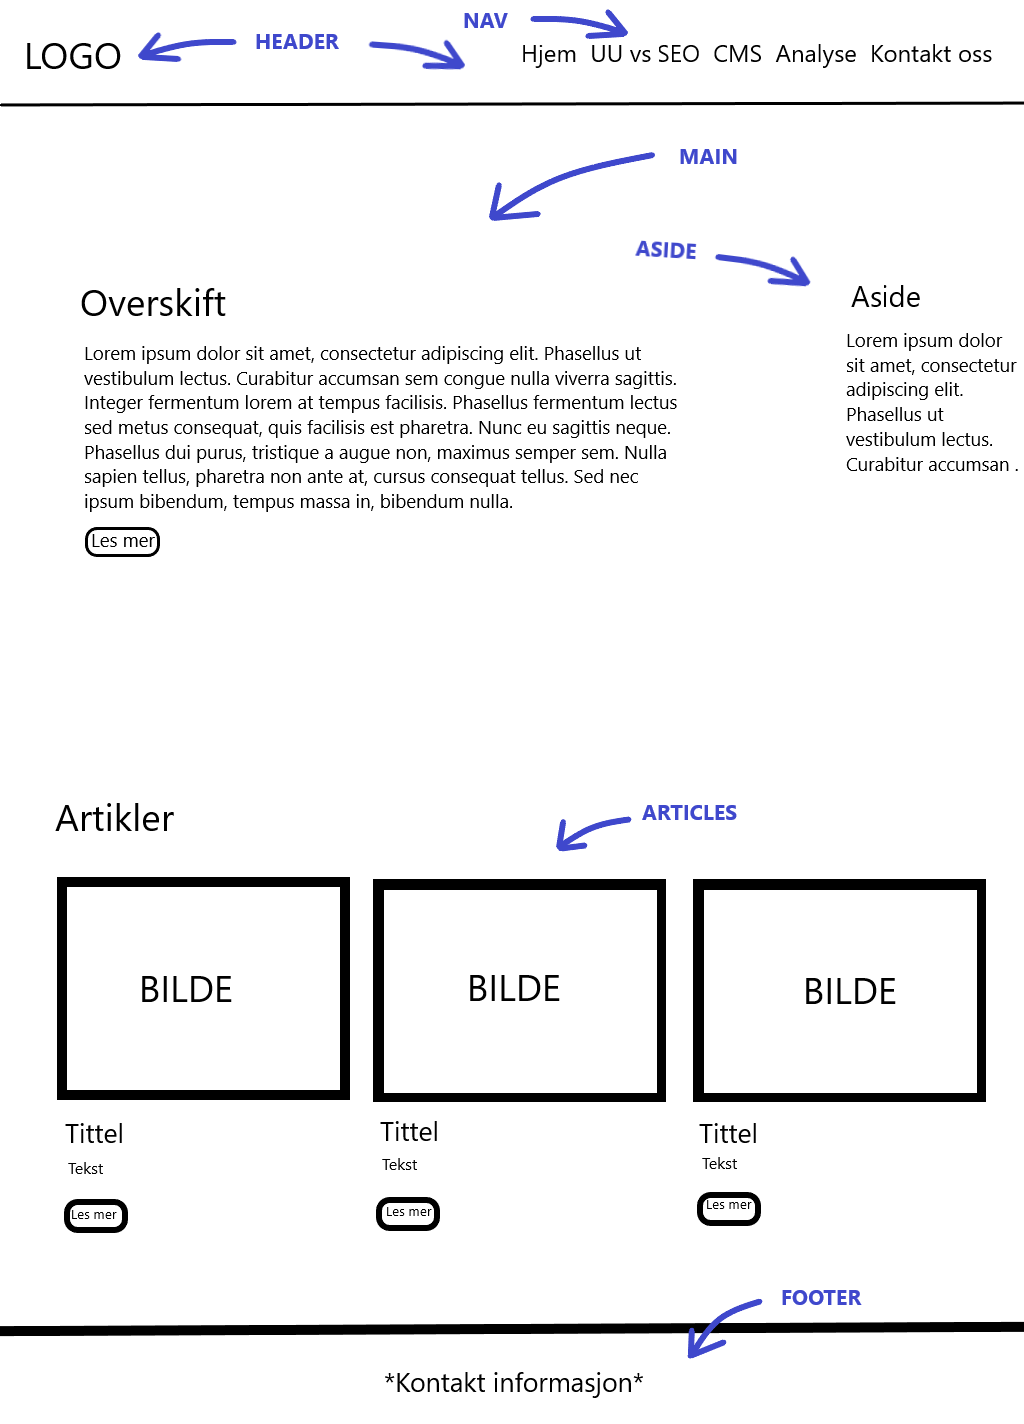 NAV
LOGO
HEADER
Hjem UU vs SEO CMS Analyse Kontakt oss
MAIN
ASIDE
Overskift
Lorem ipsum dolor sit amet, consectetur adipiscing elit. Phasellus ut
vestibulum lectus. Curabitur accumsan sem congue nulla viverra sagittis.
Integer fermentum lorem at tempus facilisis. Phasellus fermentum lectus
sed metus consequat, quis facilisis est pharetra. Nunc eu sagittis neque.
Phasellus dui purus, tristique a augue non, maximus semper sem. Nulla
sapien tellus, pharetra non ante at, cursus consequat tellus. Sed nec
ipsum bibendum, tempus massa in, bibendum nulla.
Les mer
Aside
Lorem ipsum dolor
sit amet, consectetur
adipiscing elit.
Phasellus ut
vestibulum lectus.
Curabitur accumsan .
Artikler
ARTICLES
BILDE
Tittel
Tekst
Les mer
BILDE
Tittel
Tekst
Les mer
BILDE
Tittel
Tekst
Les mer
FOOTER
*Kontakt informasjon*